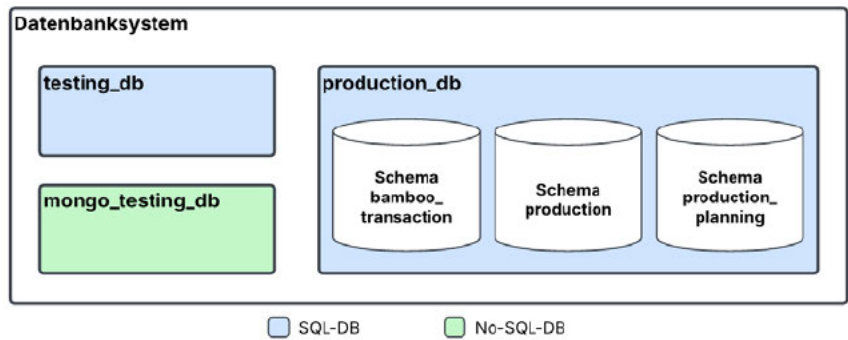 Datenbanksystem
testing_db
production_db
Schema
bamboo_
transaction
Schema
production
Schema
production_
planning
mongo_testing_db
SQL-DB
No-SQL-DB